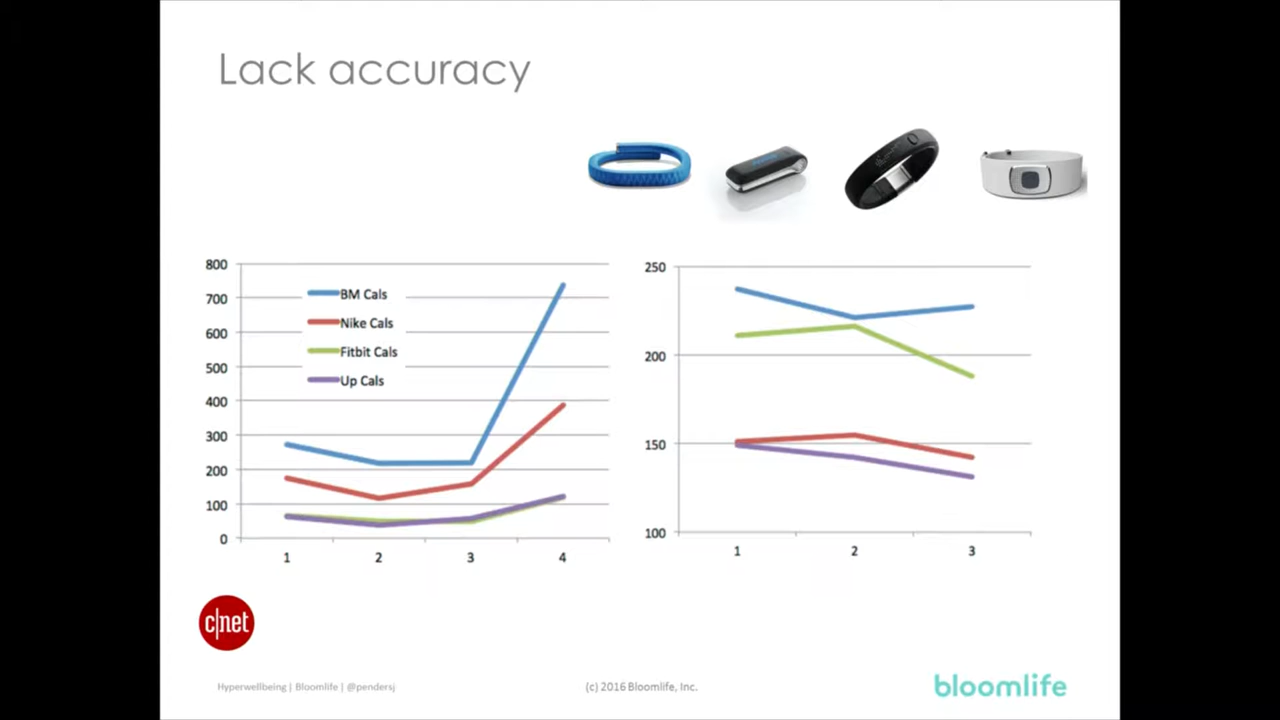 Lack accuracy
800
700
600
500
400
300
200
100
0
BM Cals
Nike Cals
Fitbit Cals
Up Cals
1
2
3
4
250
200
150
100
1
2
3
c|net
Hyperwellbeing | Bloomlife | @pendersj
(c) 2016 Bloomlife, Inc.
bloomlife